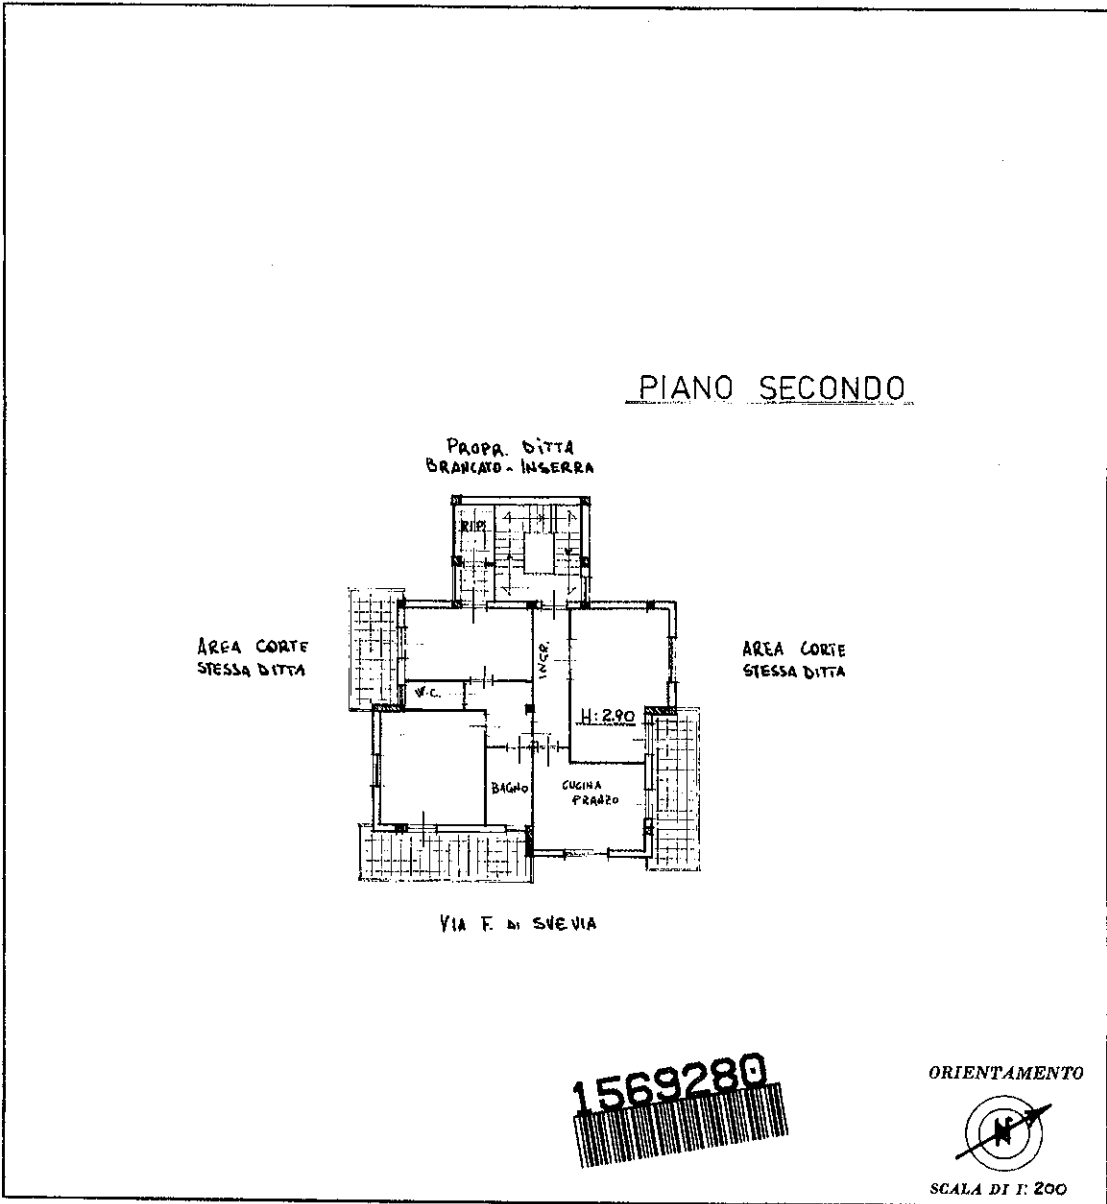 PIANO SECONDO
PROPR. DITTA
BRANCATO - INSERRA
RIP.
AREA CORTE
STESSA DITTA
INGR.
AREA CORTE
STESSA DITTA
W.C.
H: 2.90
BAGNO
CUCINA
PRANZO
VIA F. DI SVEVIA
1569280
ORIENTAMENTO
N
SCALA DI 1: 200